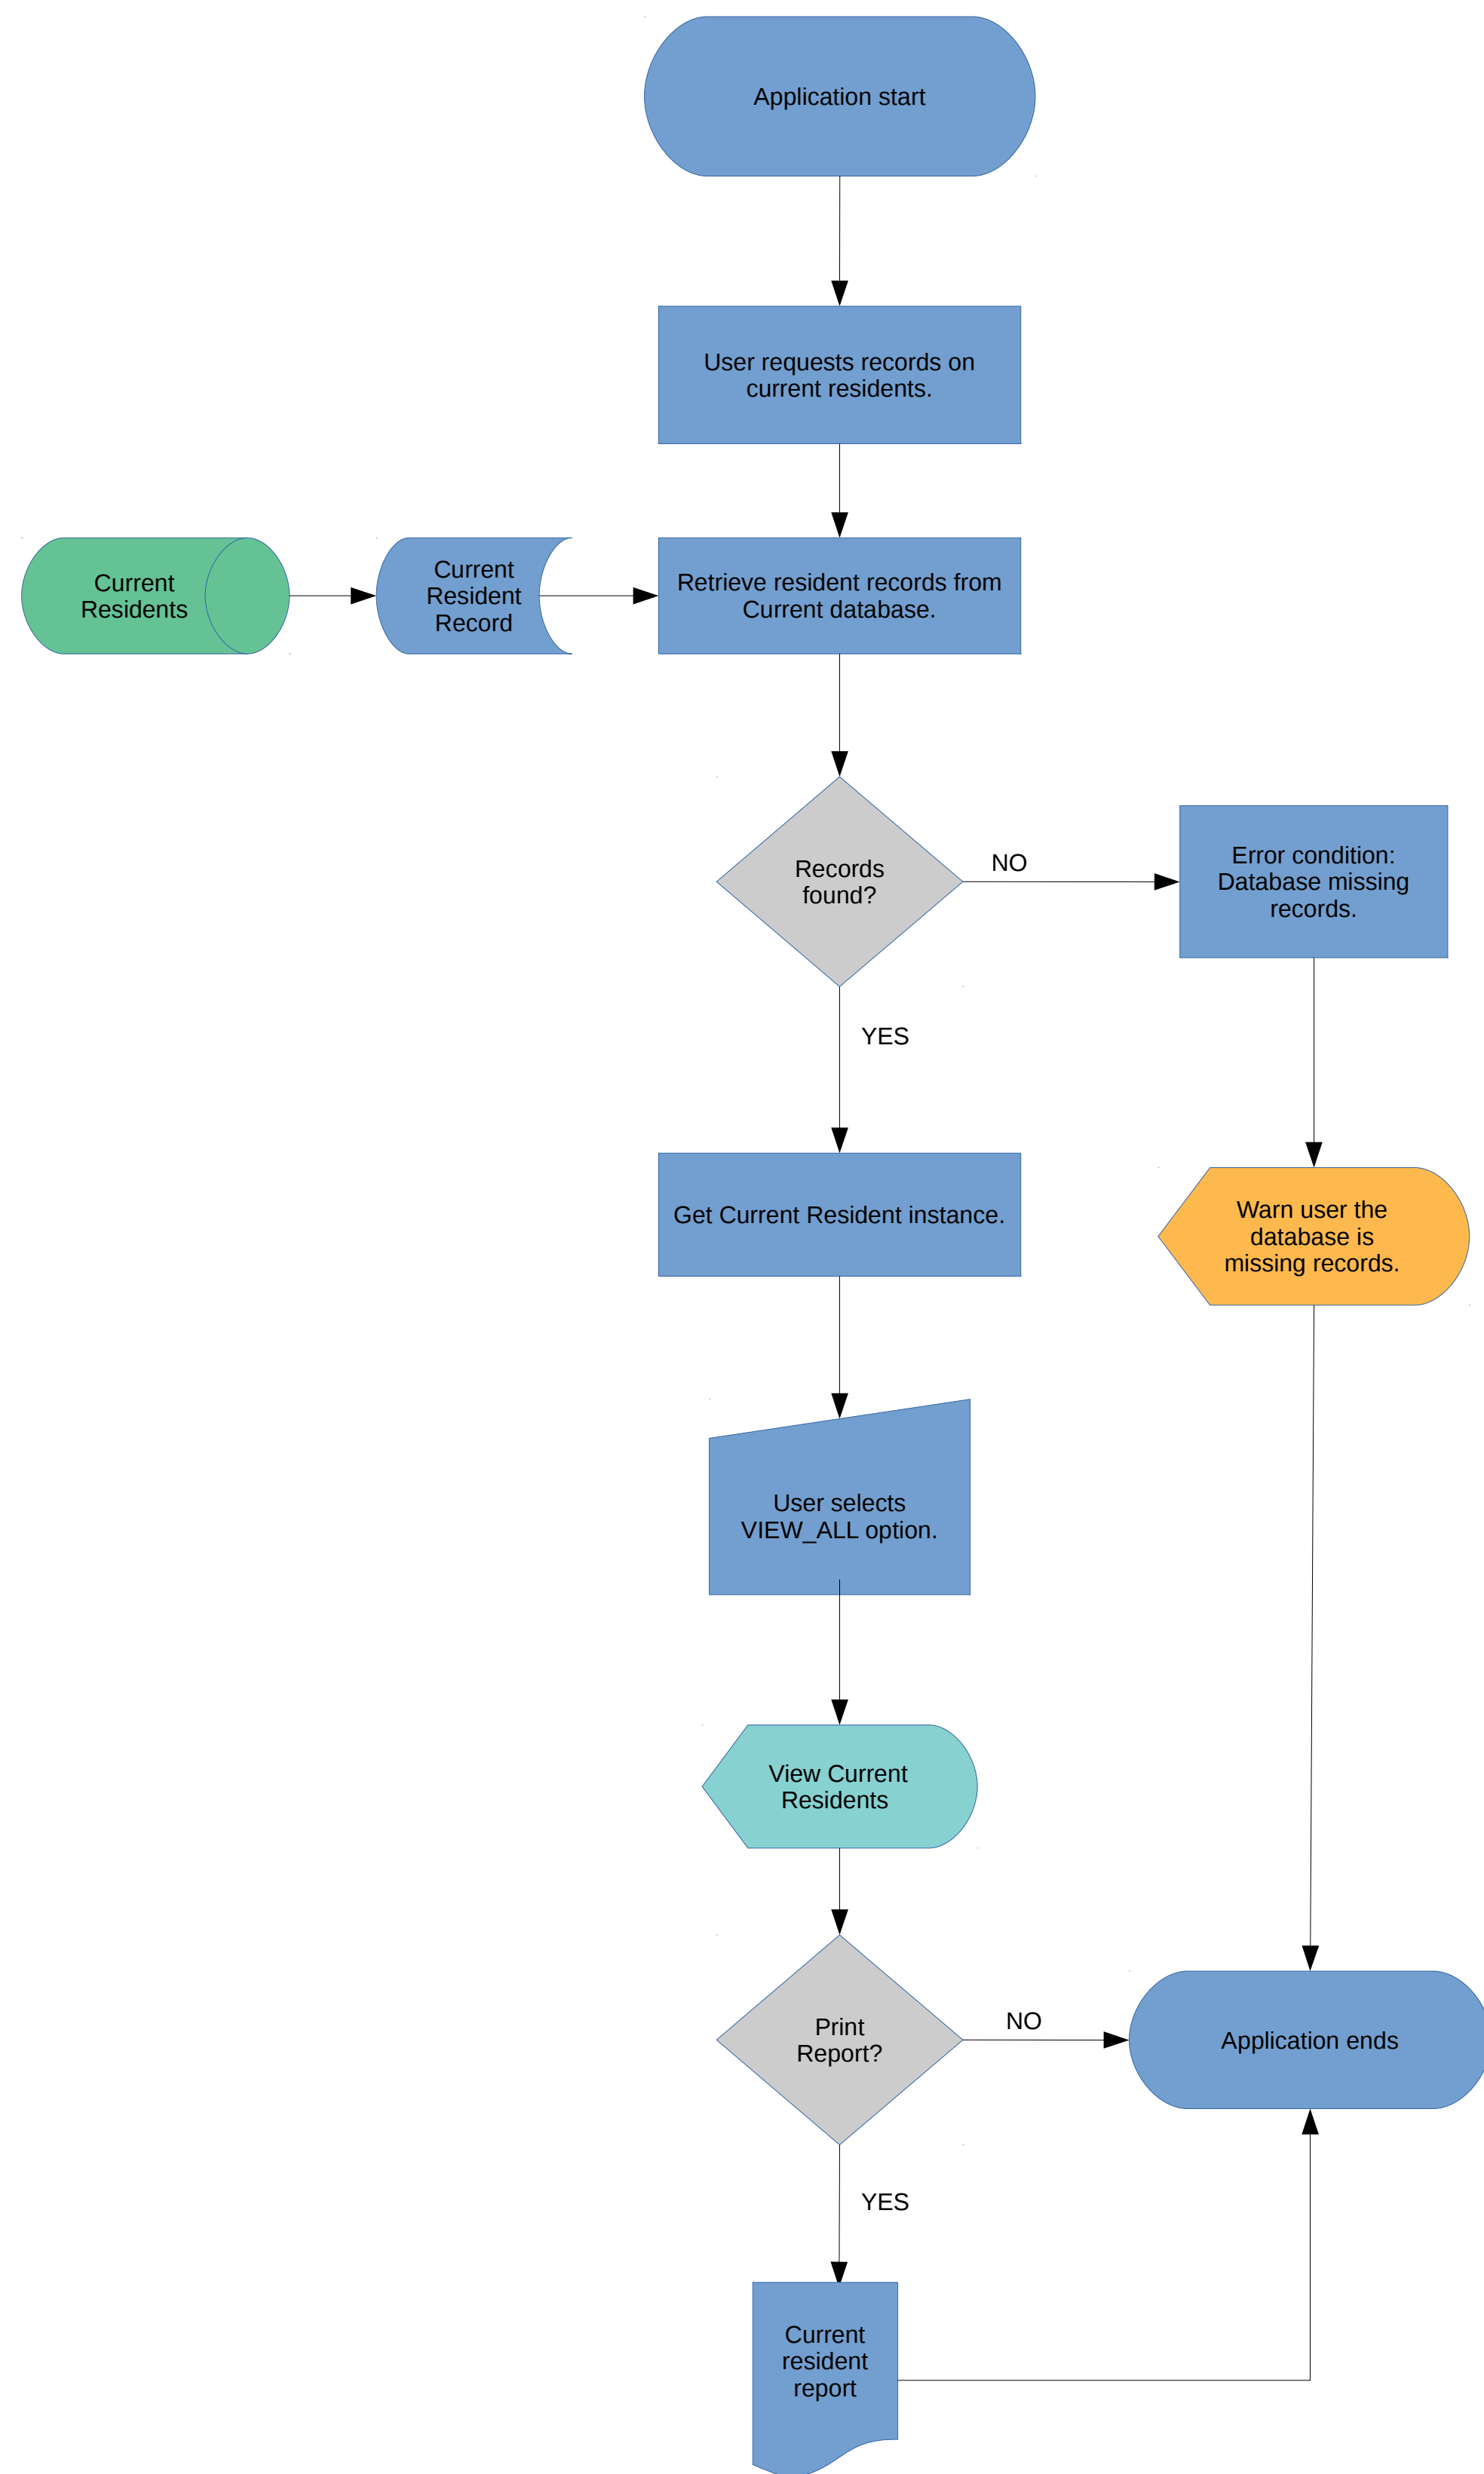 Application start
User requests records on
current residents.
Current
Residents
Current
Resident
Record
Retrieve resident records from
Current database.
Records
found?
NO
Error condition:
Database missing
records.
YES
Get Current Resident instance.
Warn user the
database is
missing records.
User selects
VIEW_ALL option.
View Current
Residents
Print
Report?
NO
Application ends
YES
Current
resident
report